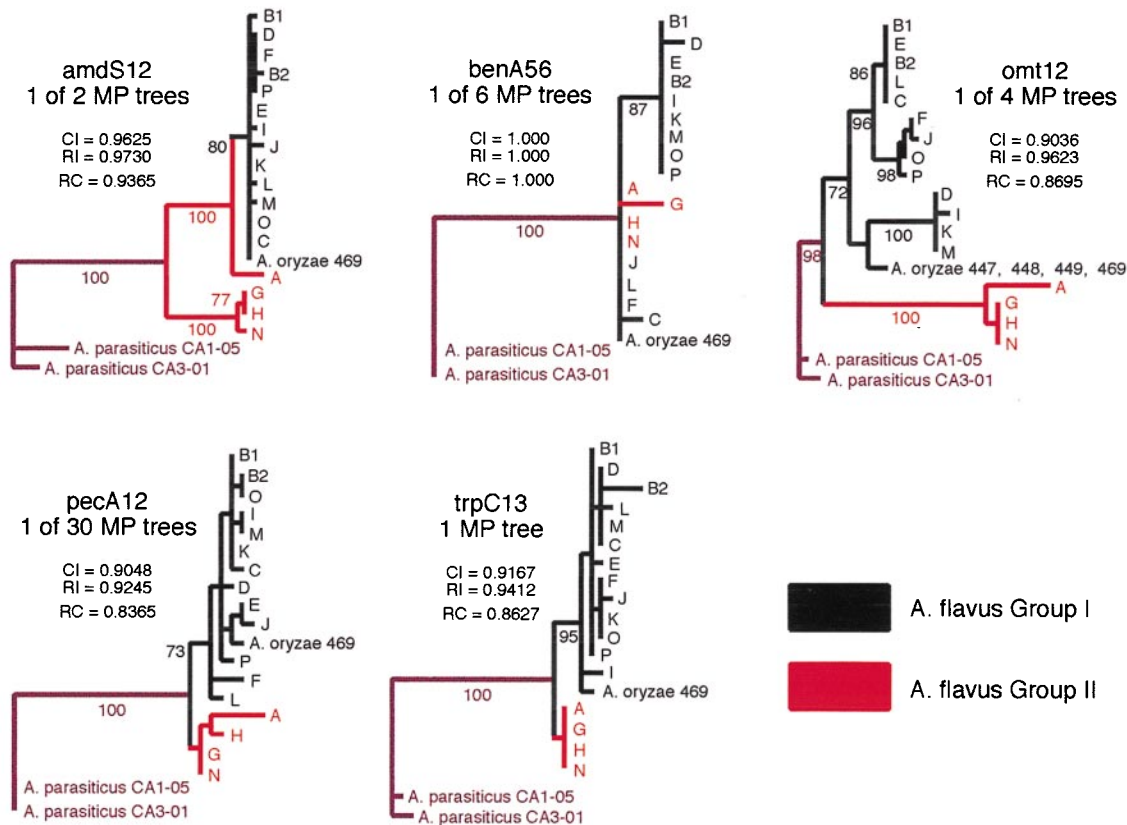 amdS12
1 of 2 MP trees
CI = 0.9625
RI = 0.9730
RC = 0.9365
B1
D
F
B2
P
E
I
J
K
L
M
O
C
A. oryzae 469
A
G
H
N
80
100
77
100
100
A. parasiticus CA1-05
A. parasiticus CA3-01
benA56
1 of 6 MP trees
CI = 1.000
RI = 1.000
RC = 1.000
B1
D
E
B2
I
K
M
O
P
A
G
H
N
J
L
F
C
A. oryzae 469
87
100
A. parasiticus CA1-05
A. parasiticus CA3-01
omt12
1 of 4 MP trees
CI = 0.9036
RI = 0.9623
RC = 0.8695
B1
E
B2
L
C
F
J
O
P
D
I
K
M
A. oryzae 447, 448, 449, 469
A
G
H
N
86
96
98
72
100
98
100
A. parasiticus CA1-05
A. parasiticus CA3-01
pecA12
1 of 30 MP trees
CI = 0.9048
RI = 0.9245
RC = 0.8365
B1
B2
O
I
M
K
C
D
E
J
A. oryzae 469
P
F
L
A
H
G
N
73
100
A. parasiticus CA1-05
A. parasiticus CA3-01
trpC13
1 MP tree
CI = 0.9167
RI = 0.9412
RC = 0.8627
B1
D
B2
L
M
C
E
F
J
K
O
P
I
A. oryzae 469
A
G
H
N
95
100
A. parasiticus CA1-05
A. parasiticus CA3-01
A. flavus Group I
A. flavus Group II